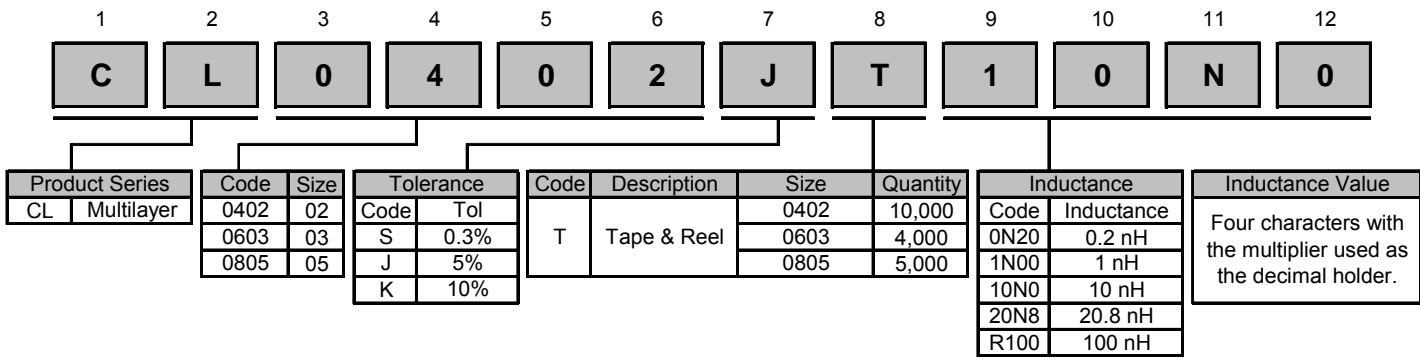 1 2 3 4 5 6 7 8 9 10 11 12
C L 0 4 0 2 J T 1 0 N 0
Product Series
CL Multilayer
Code Size
0402 02
0603 03
0805 05
Tolerance
Code Tol
S 0.3%
J 5%
K 10%
Code Description Size Quantity
T Tape & Reel
0402 10,000
0603 4,000
0805 5,000
Inductance
Code Inductance
0N20 0.2 nH
1N00 1 nH
10N0 10 nH
20N8 20.8 nH
R100 100 nH
Inductance Value
Four characters with
the multiplier used as
the decimal holder.